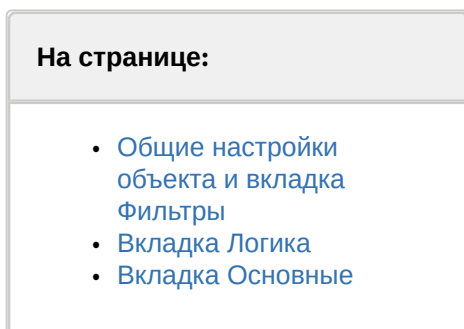 На странице:
Общие настройки
объекта и вкладка
Фильтры
Вкладка Логика
Вкладка Основные